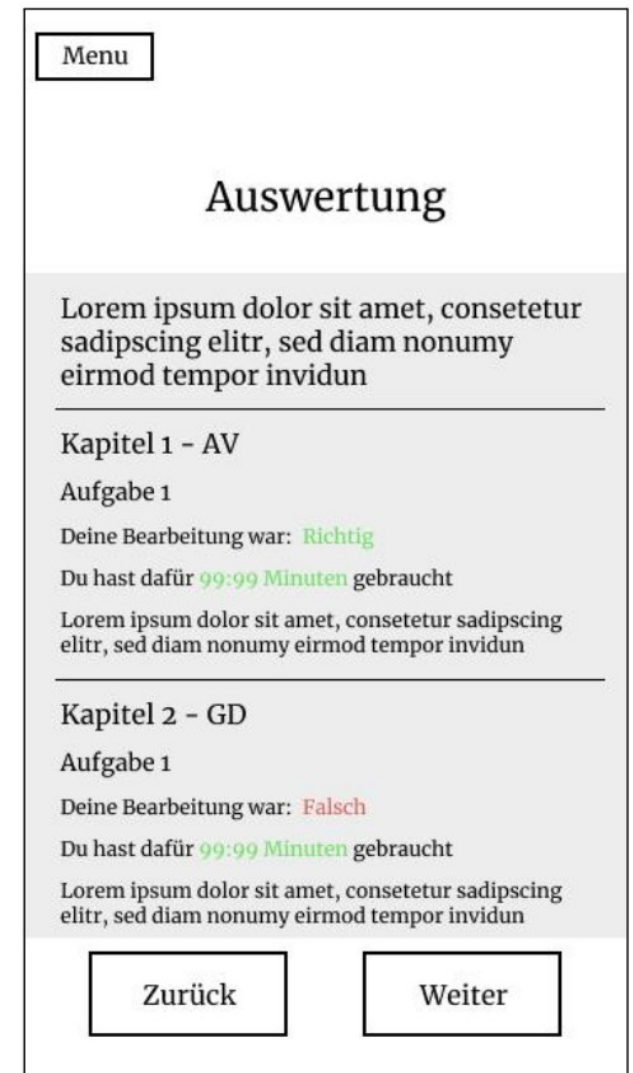 Menu
Auswertung
Lorem ipsum dolor sit amet, consetetur
sadipscing elitr, sed diam nonumy
eirmod tempor invidun
Kapitel 1 - AV
Aufgabe 1
Deine Bearbeitung war: Richtig
Du hast dafür 99:99 Minuten gebraucht
Lorem ipsum dolor sit amet, consetetur sadipscing
elitr, sed diam nonumy eirmod tempor invidun
Kapitel 2 - GD
Aufgabe 1
Deine Bearbeitung war: Falsch
Du hast dafür 99:99 Minuten gebraucht
Lorem ipsum dolor sit amet, consetetur sadipscing
elitr, sed diam nonumy eirmod tempor invidun
Zurück Weiter